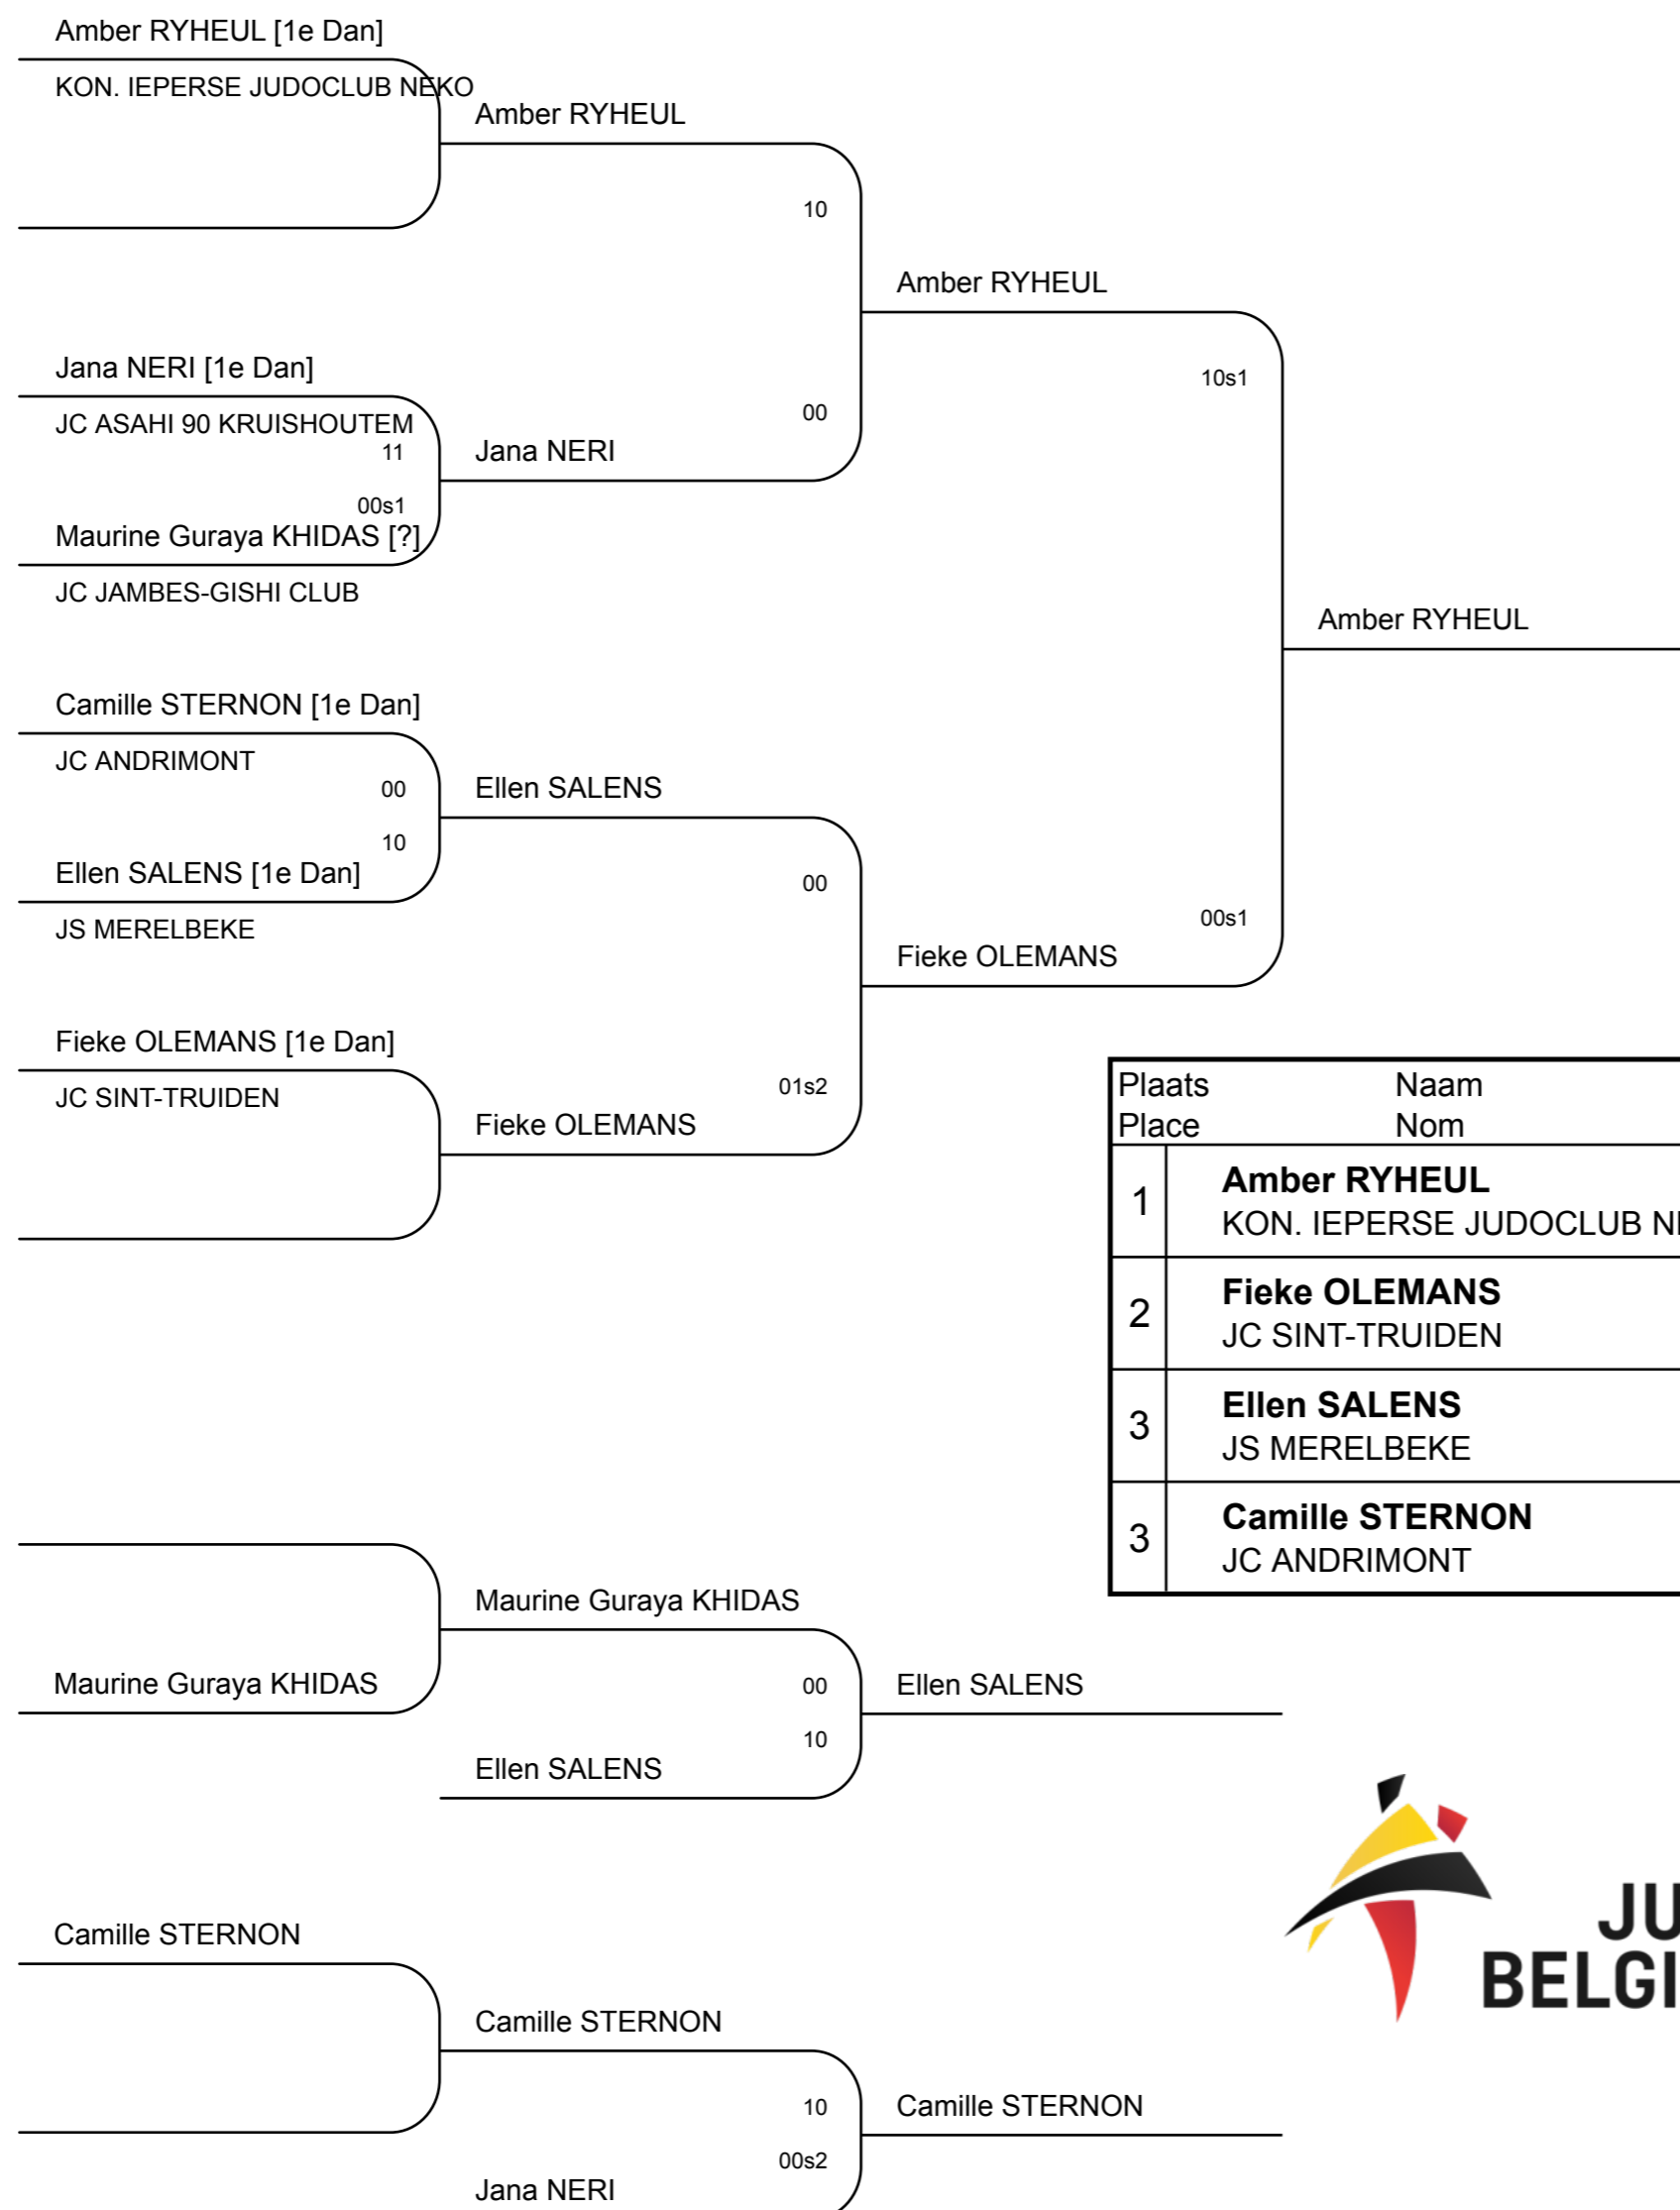 Amber RYHEUL [1e Dan]
KON. IEPERSE JUDOCLUB NEKO
Amber RYHEUL
10
Amber RYHEUL
Jana NERI [1e Dan]
JC ASAHI 90 KRUISHOUTEM
11
00
10s1
Jana NERI
00s1
Maurine Guraya KHIDAS [?]
JC JAMBES-GISHI CLUB
Amber RYHEUL
Camille STERNON [1e Dan]
JC ANDRIMONT
00
Ellen SALENS
10
Ellen SALENS [1e Dan]
JS MERELBEKE
00
00s1
Fieke OLEMANS
Fieke OLEMANS [1e Dan]
JC SINT-TRUIDEN
01s2
Fieke OLEMANS
Plaats Naam
Place Nom
1 Amber RYHEUL
KON. IEPERSE JUDOCLUB
2 Fieke OLEMANS
JC SINT-TRUIDEN
3 Ellen SALENS
JS MERELBEKE
3 Camille STERNON
JC ANDRIMONT
Maurine Guraya KHIDAS
Maurine Guraya KHIDAS
00
Ellen SALENS
10
Ellen SALENS
Camille STERNON
Camille STERNON
10
Camille STERNON
00s2
Jana NERI
JU
BELGI